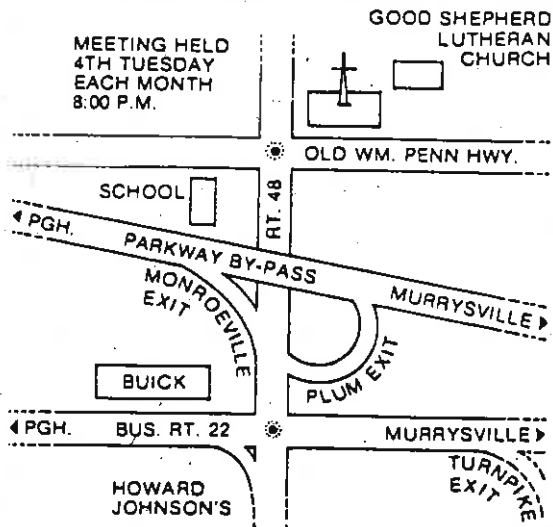 MEETING HELD
4TH TUESDAY
EACH MONTH
8:00 P.M.
GOOD SHEPHERD
LUTHERAN
CHURCH
OLD WM. PENN HWY.
SCHOOL
RT. 48
PGH.
PARKWAY BY-PASS
MURRYSVILLE
MONROEVILLE
EXIT
PLUM EXIT
BUICK
PGH.
BUS. RT. 22
MURRYSVILLE
TURNPIKE
EXIT
HOWARD
JOHNSON'S